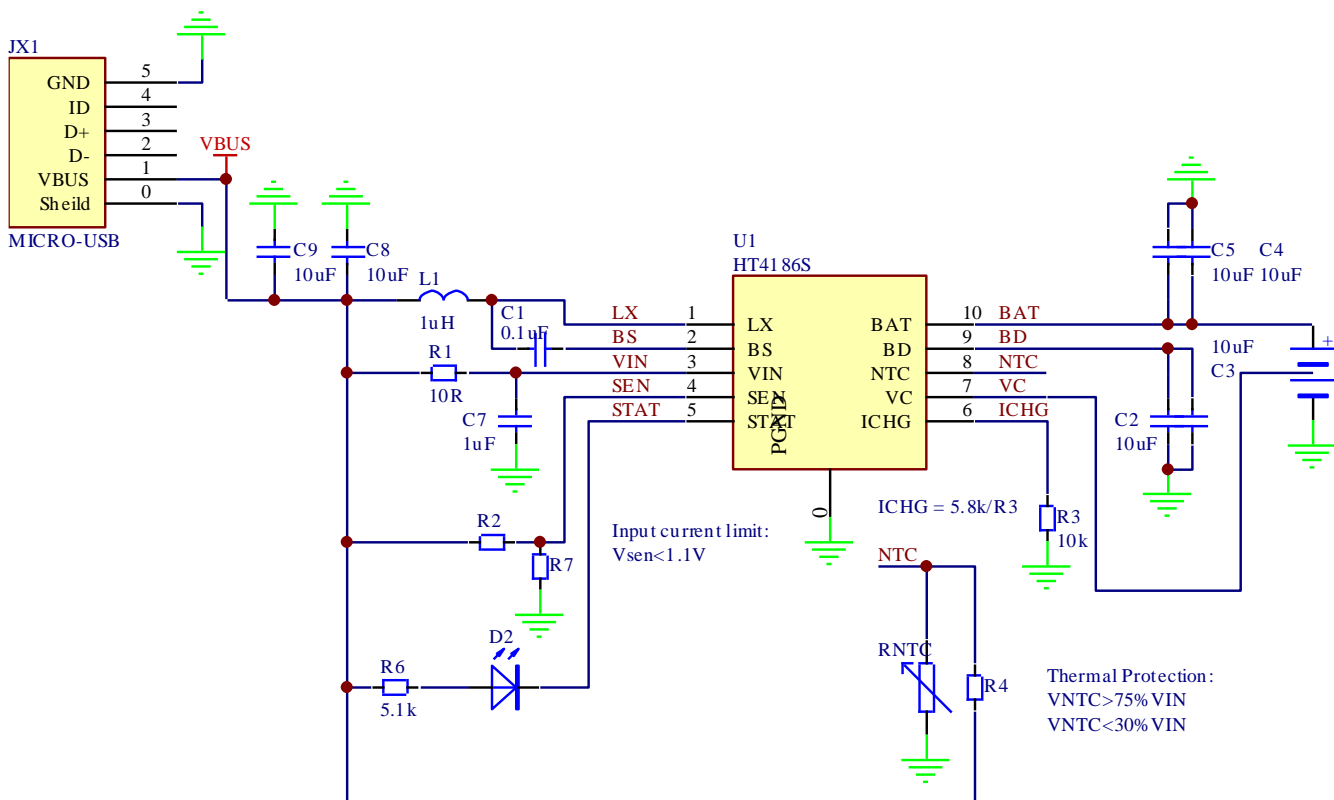 JX1
GND 5
ID 4
D+ 3
D- 2
VBUS 1
Sheild 0
MICRO-USB
VBUS
C9
10uF
C8
10uF
L1
1uH
C1
0.1uF
R1
10R
C7
1uF
LX
BS
VIN
SEN
STAT
1
2
3
4
5
U1
HT4186S
LX
BS
VIN
SEN
STAT
PGND
0
BAT
BD
NTC
VC
ICHG
10 BAT
9 BD
8 NTC
7 VC
6 ICHG
C5 C4
10uF 10uF
10uF
C3
+
C2
10uF
R2
R7
Input current limit:
Vsen<1.1V
ICHG = 5.8k/R3
R3
10k
NTC
D2
R6
5.1k
RNTC
R4
Thermal Protection:
VNTC>75% VIN
VNTC<30% VIN